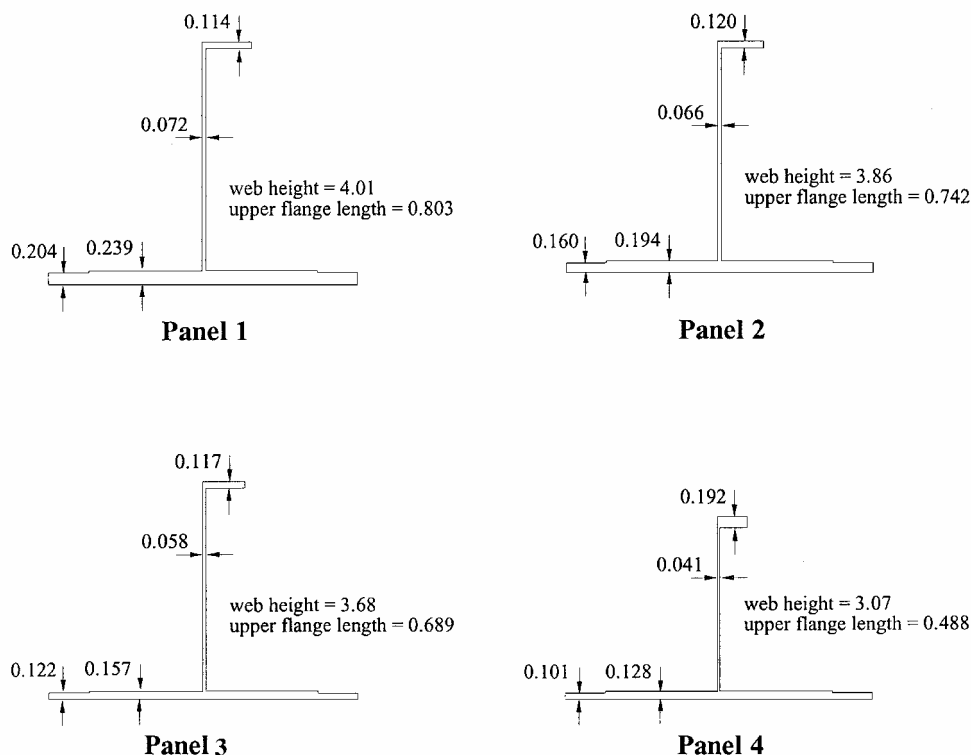 0.114
0.072
web height = 4.01
upper flange length = 0.803
0.204
0.239
Panel 1
0.120
0.066
web height = 3.86
upper flange length = 0.742
0.160
0.194
Panel 2
0.117
0.058
web height = 3.68
upper flange length = 0.689
0.122
0.157
Panel 3
0.192
0.041
web height = 3.07
upper flange length = 0.488
0.101
0.128
Panel 4